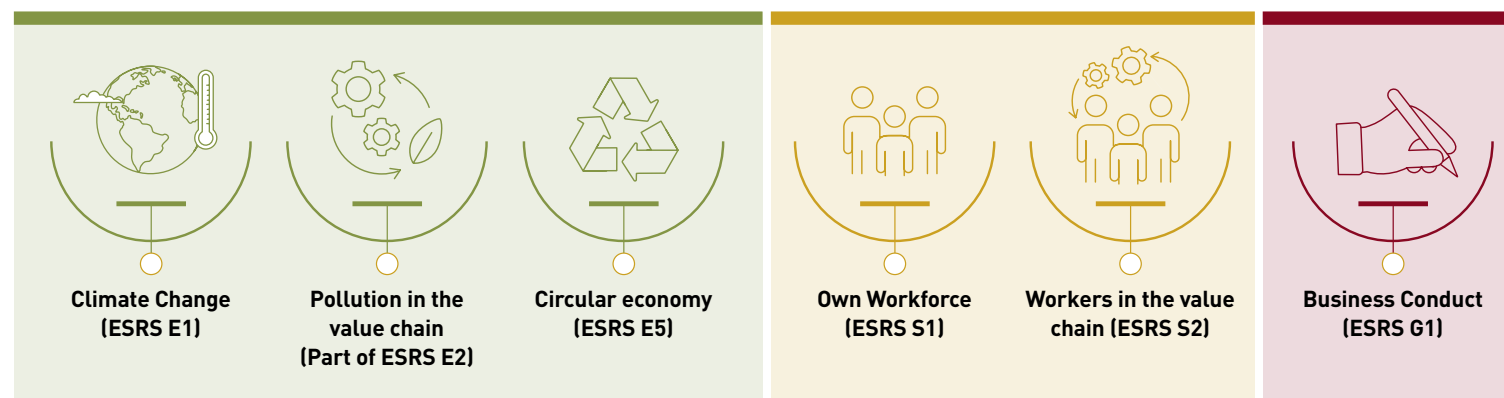 Climate Change
(ESRS E1)
Pollution in the
value chain
(Part of ESRS E2)
Circular economy
(ESRS E5)
Own Workforce
(ESRS S1)
Workers in the value
chain (ESRS S2)
Business Conduct
(ESRS G1)